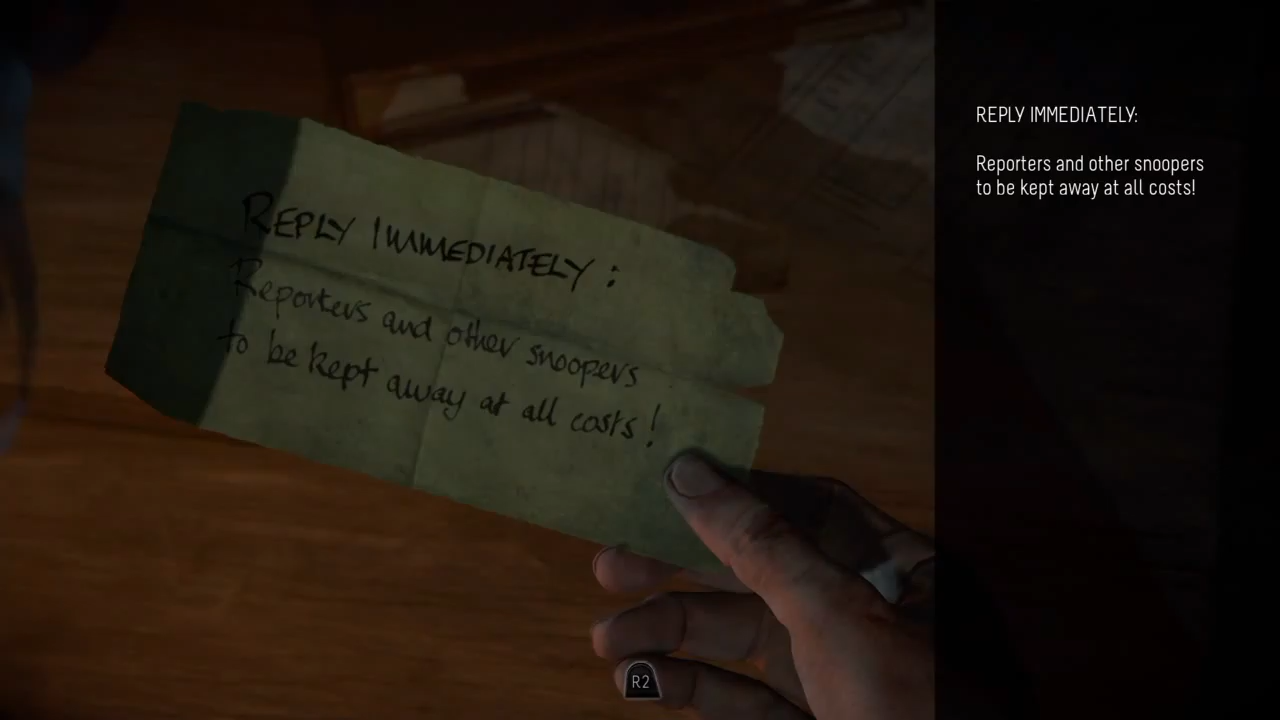 REPLY IMMEDIATELY:
Reporters and other snoopers
to be kept away at all costs!
REPLY IMMEDIATELY:
Reporters and other snoopers
to be kept away at all costs!
R2